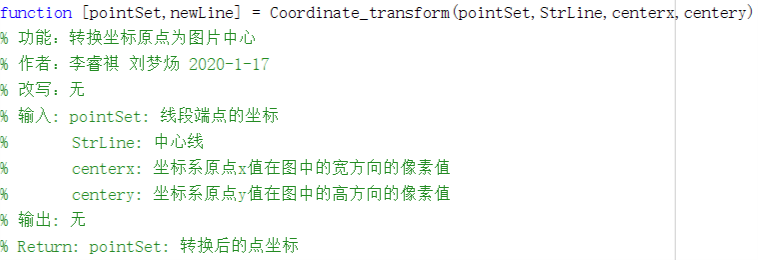 function [pointSet,newLine] = Coordinate_transform(pointSet,StrLine,centerx,centery)
% 功能：转换坐标原点为图片中心
% 作者：李睿祺 刘梦炀 2020-1-17
% 改写：无
% 输入: pointSet: 线段端点的坐标
%       StrLine: 中心线
%       centerx: 坐标系原点x值在图中的宽方向的像素值
%       centery: 坐标系原点y值在图中的高方向的像素值
% 输出: 无
% Return: pointSet: 转换后的点坐标